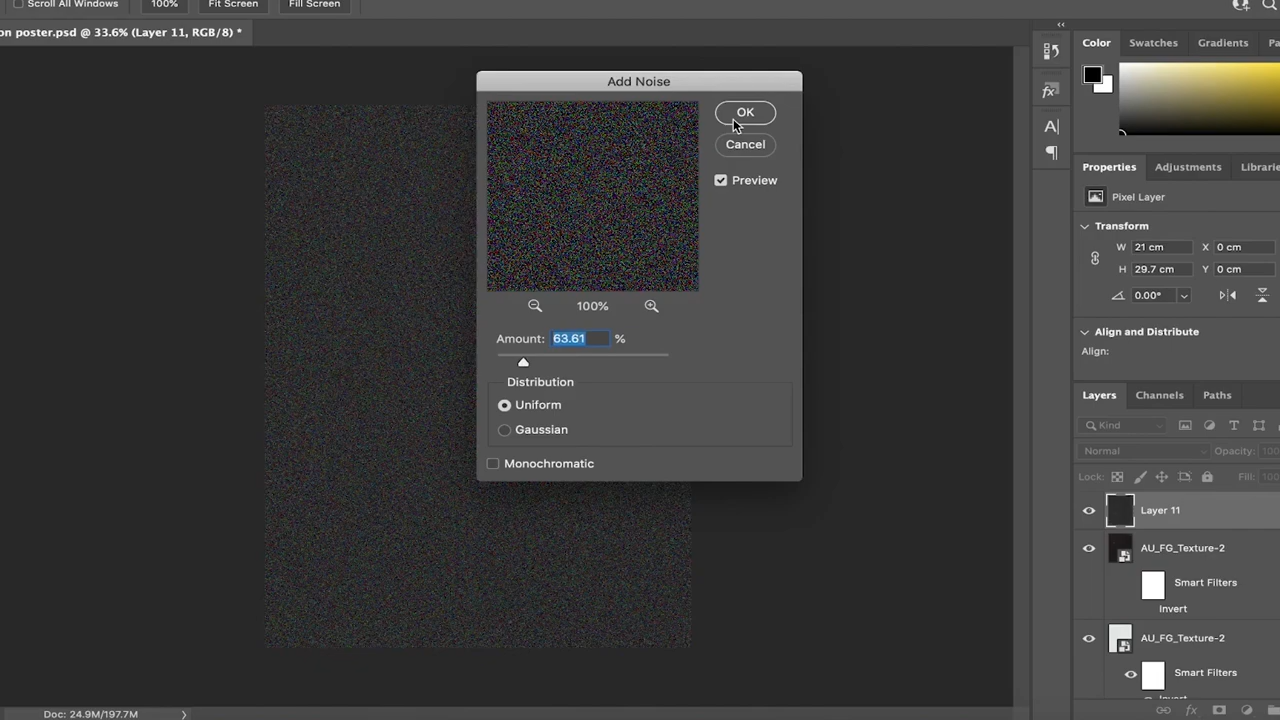 Scroll All Windows 100% Fit Screen Fill Screen
on poster.psd @ 33.6% (Layer 11, RGB/8) *
Add Noise
OK
Cancel
Preview
100%
Amount: 63.61 %
Distribution
Uniform
Gaussian
Monochromatic
Color Swatches Gradients
Properties Adjustments
Pixel Layer
Transform
W 21 cm X 0 cm
H 29.7 cm Y 0 cm
0.00°
Align and Distribute
Align:
Layers Channels Paths
Kind
Normal Opacity: 100
Lock: Fill: 100
Layer 11
AU_FG_Texture-2
Smart Filters
Invert
AU_FG_Texture-2
Smart Filters
Doc: 24.9M/197.7M